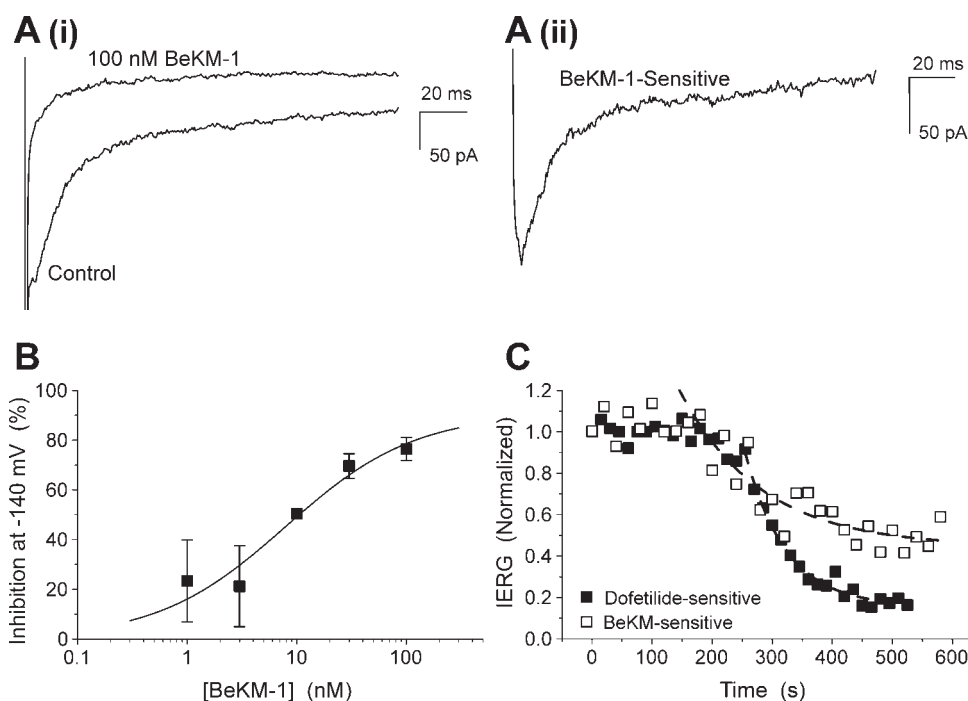 A (i)
100 nM BeKM-1
20 ms
50 pA
Control
A (ii)
BeKM-1-Sensitive
20 ms
50 pA
B
Inhibition at -140 mV (%)
100
80
60
40
20
0
0.1
1
10
100
[BeKM-1] (nM)
C
IERG (Normalized)
1.2
1.0
0.8
0.6
0.4
0.2
0.0
Dofetilide-sensitive
BeKM-sensitive
0
100
200
300
400
500
600
Time (s)